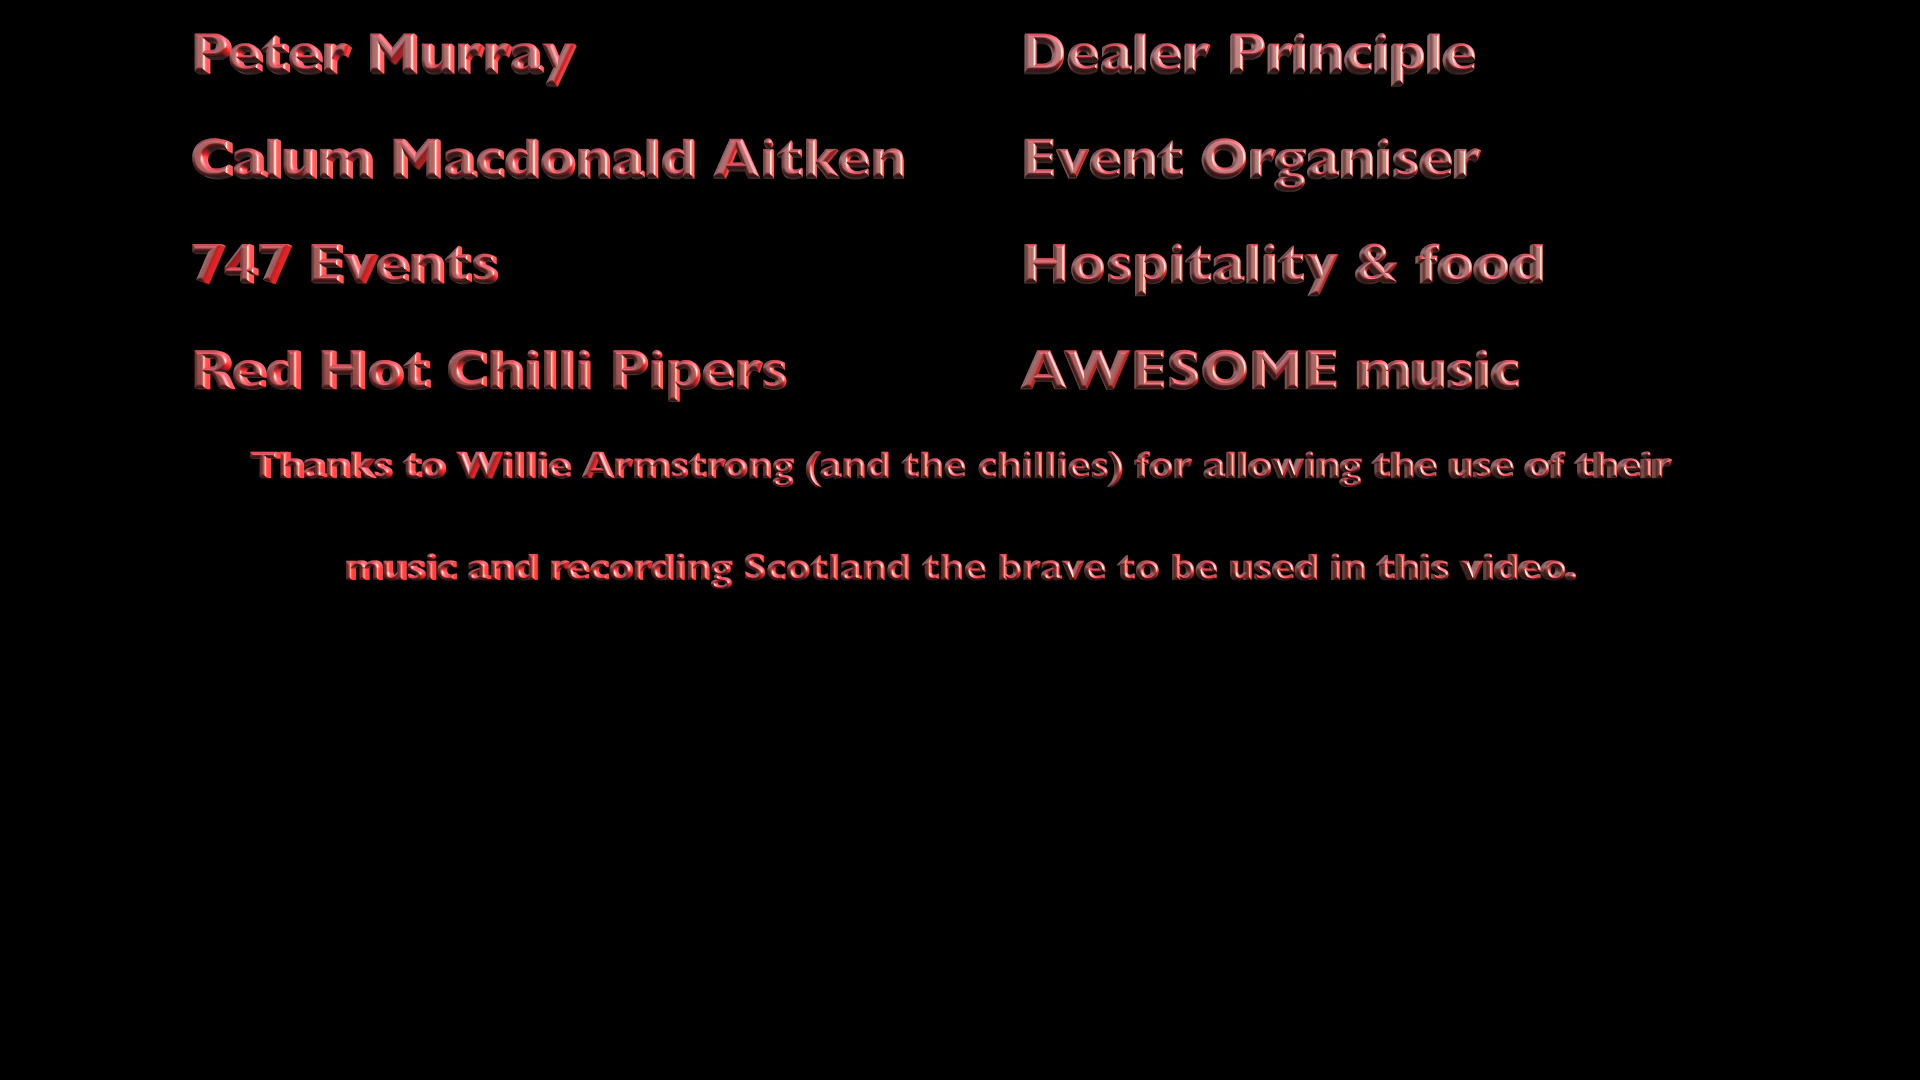 Peter Murray Dealer Principle
Calum Macdonald Aitken Event Organiser
747 Events Hospitality & food
Red Hot Chilli Pipers AWESOME music
Thanks to Willie Armstrong (and the chillies) for allowing the use of their
music and recording Scotland the brave to be used in this video.